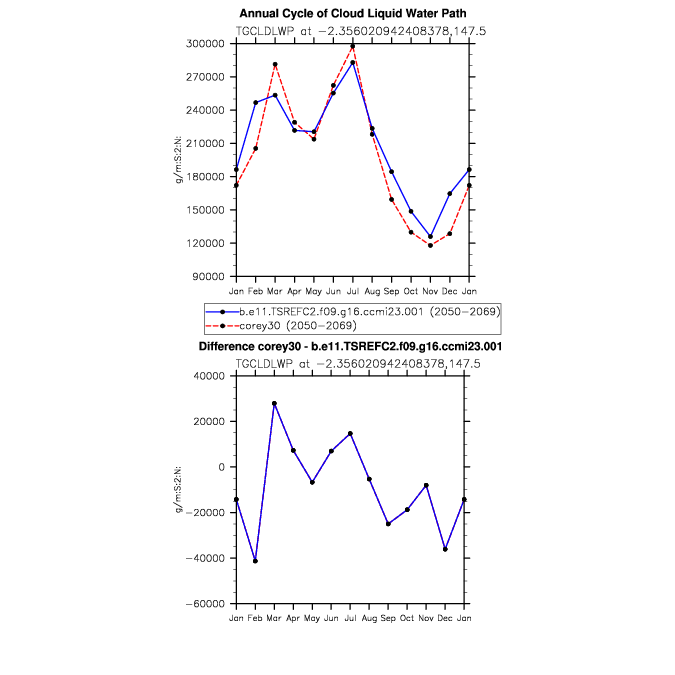 Annual Cycle of Cloud Liquid Water Path
TGCLDLWP at −2.356020942408378,147.5
300000
270000
240000
210000
180000
150000
120000
90000
g/m:S:2:N:
Jan Feb Mar Apr May Jun Jul Aug Sep Oct Nov Dec Jan
b.e11.TSREFC2.f09.g16.ccmi23.001 (2050−2069)
corey30 (2050−2069)
Difference corey30 - b.e11.TSREFC2.f09.g16.ccmi23.001
TGCLDLWP at −2.356020942408378,147.5
40000
20000
0
−20000
−40000
−60000
g/m:S:2:N:
Jan Feb Mar Apr May Jun Jul Aug Sep Oct Nov Dec Jan